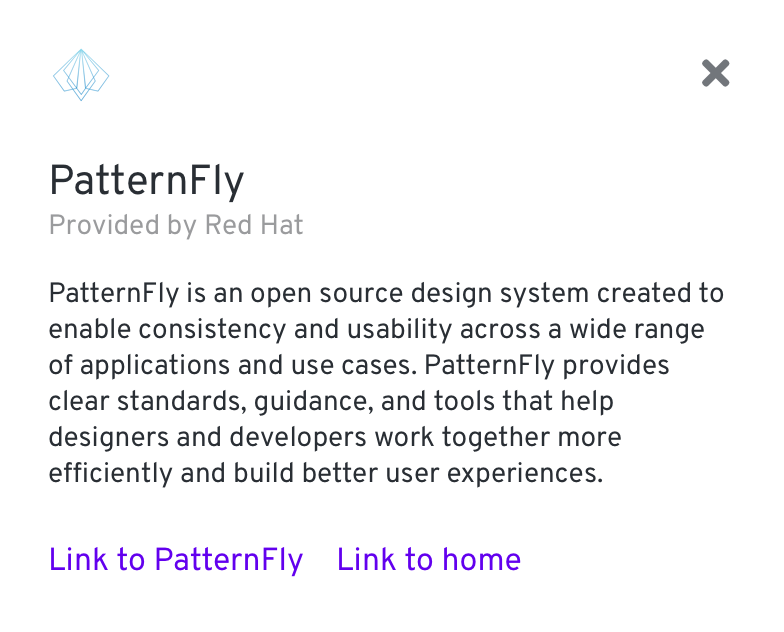 PatternFly
Provided by Red Hat
PatternFly is an open source design system created to
enable consistency and usability across a wide range
of applications and use cases. PatternFly provides
clear standards, guidance, and tools that help
designers and developers work together more
efficiently and build better user experiences.
Link to PatternFly Link to home